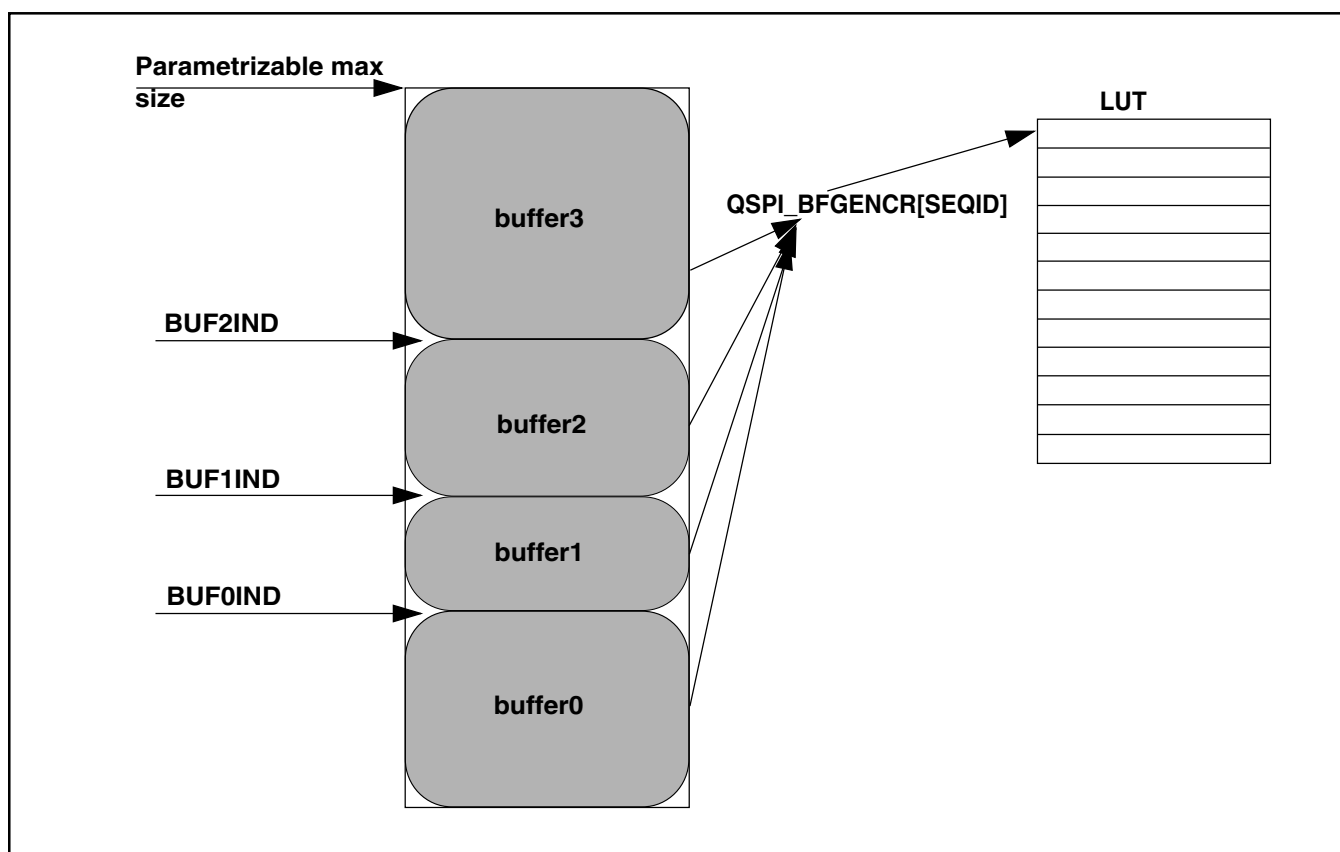 Parametrizable max
size
LUT
QSPI_BFGENCR[SEQID]
buffer3
BUF2IND
buffer2
BUF1IND
buffer1
BUF0IND
buffer0